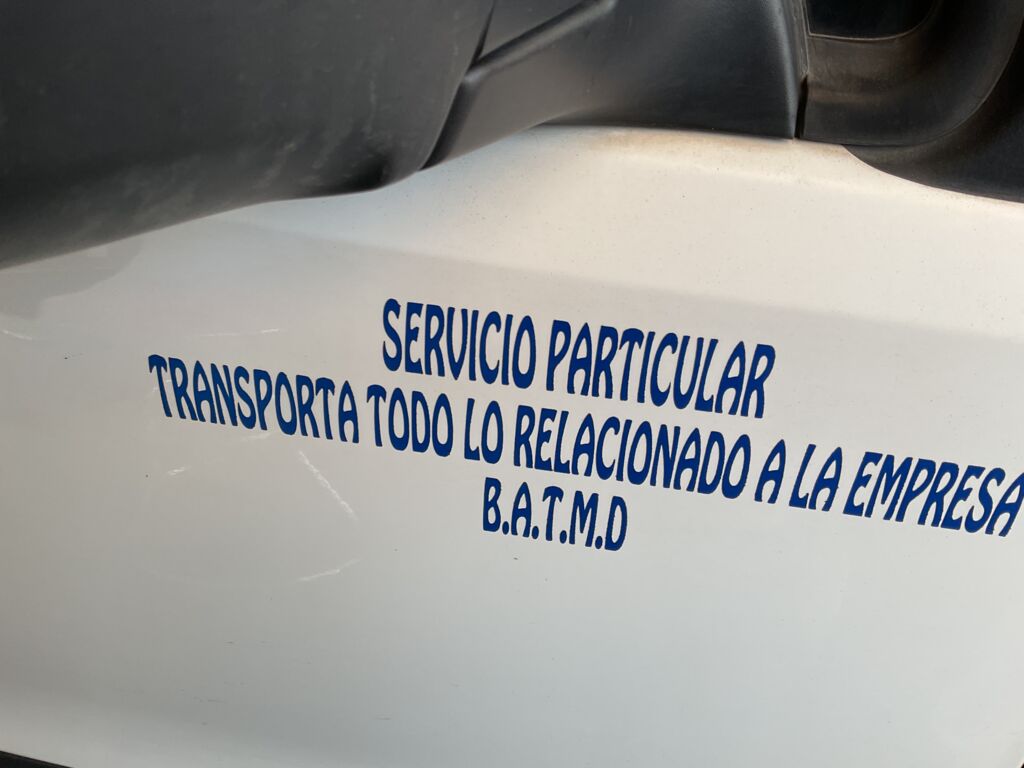 SERVICIO PARTICULAR
TRANSPORTA TODO LO RELACIONADO A LA EMPRESA
B.A.T.M.D